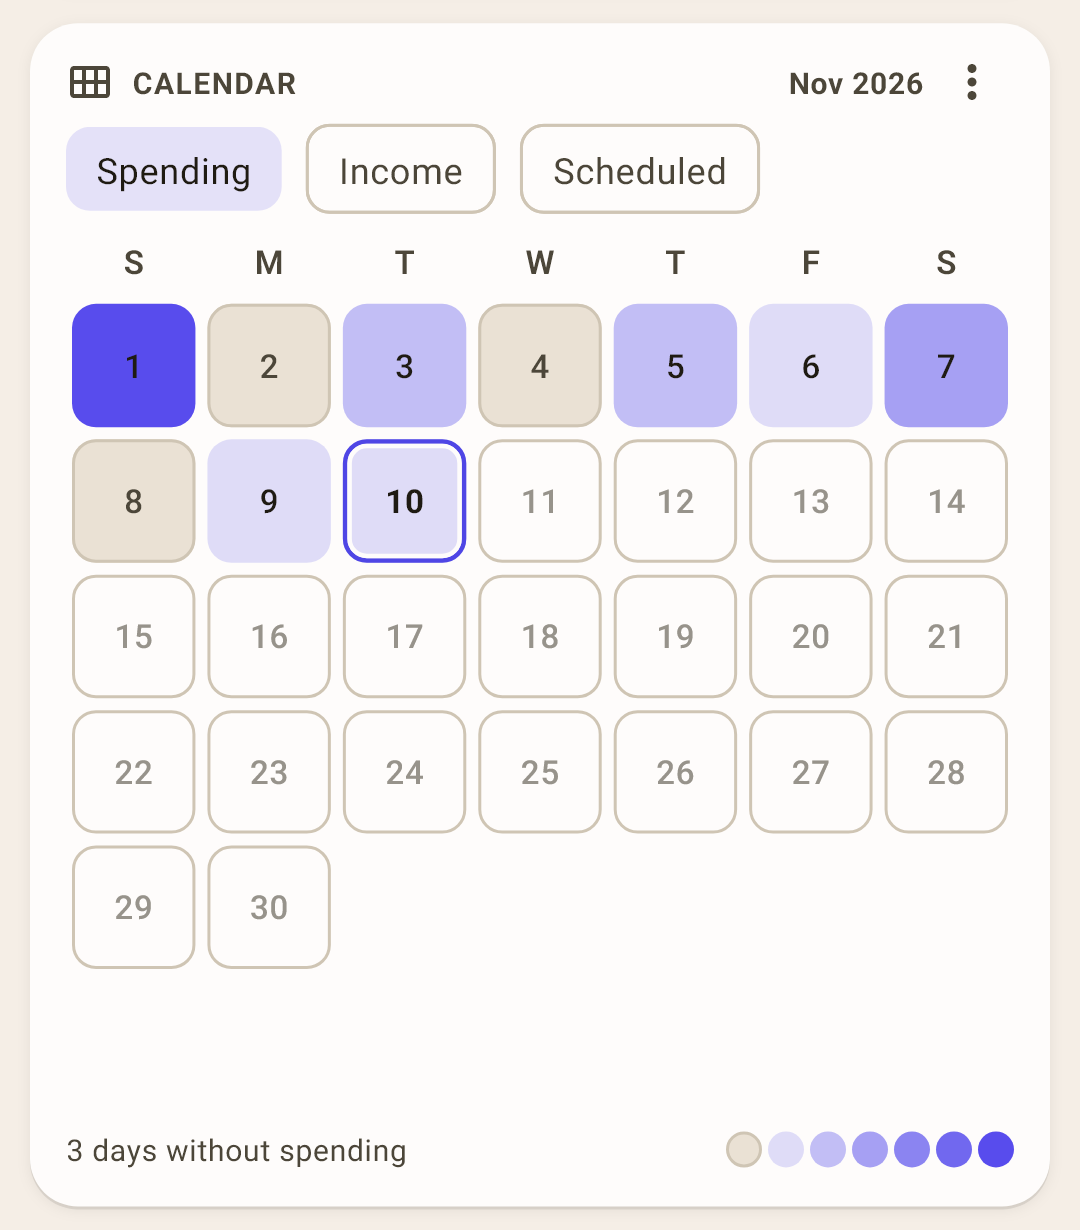 CALENDAR Nov 2026
Spending Income Scheduled
S M T W T F S
1 2 3 4 5 6 7
8 9 10 11 12 13 14
15 16 17 18 19 20 21
22 23 24 25 26 27 28
29 30
3 days without spending